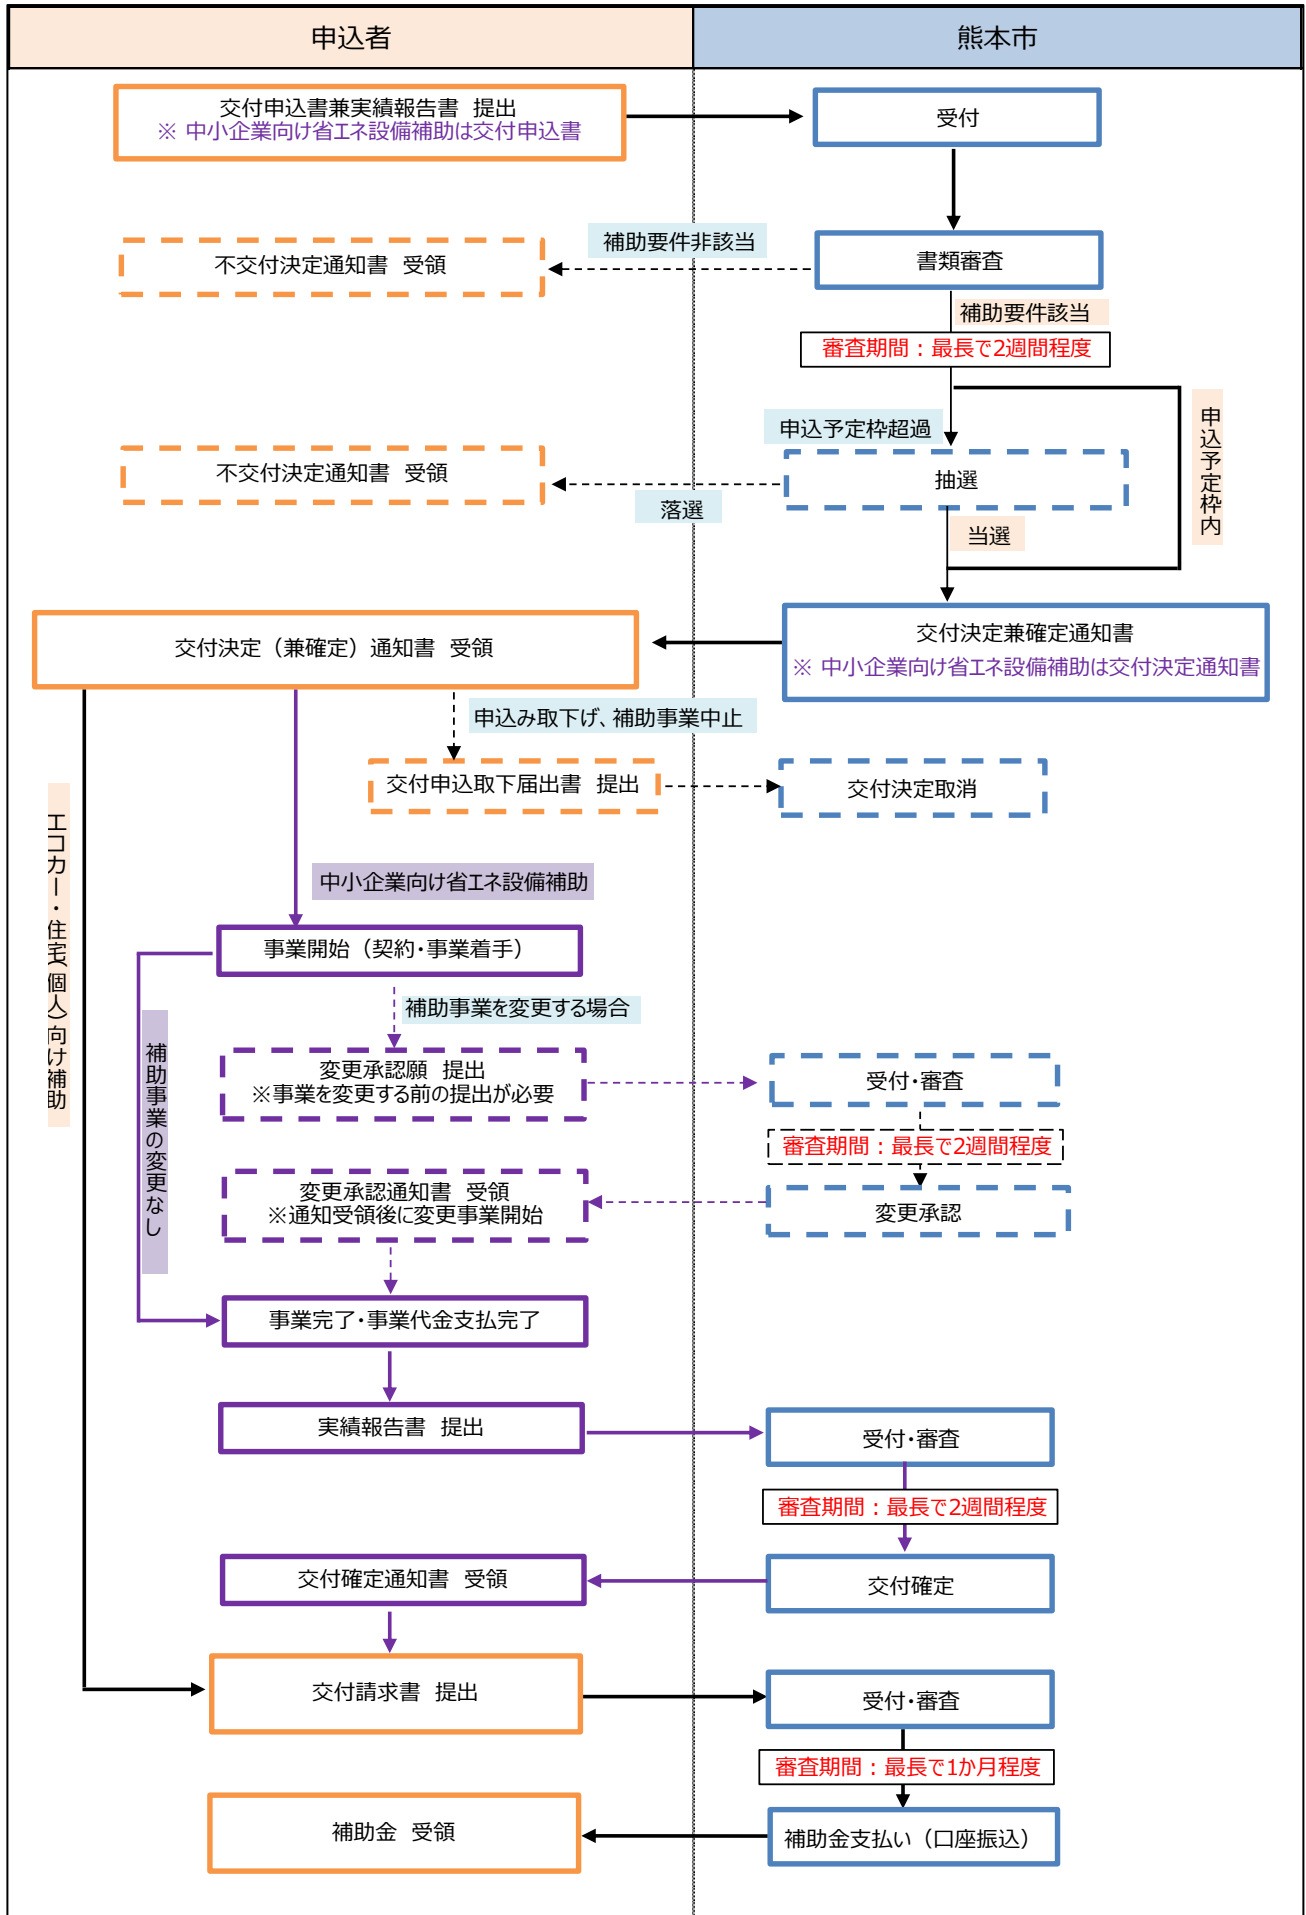 申込者
熊本市
交付申込書兼実績報告書 提出
※ 中小企業向け省エネ設備補助は交付申込書
受付
補助要件非該当
不交付決定通知書 受領
書類審査
補助要件該当
審査期間：最長で2週間程度
申込予定枠超過
申込予定枠内
不交付決定通知書 受領
抽選
落選
当選
交付決定（兼確定）通知書 受領
交付決定兼確定通知書
※ 中小企業向け省エネ設備補助は交付決定通知書
申込み取下げ、補助事業中止
交付申込取下届出書 提出
交付決定取消
エコカー・住宅(個人)向け補助
中小企業向け省エネ設備補助
事業開始（契約・事業着手）
補助事業を変更する場合
補助事業の変更なし
変更承認願 提出
※事業を変更する前の提出が必要
受付・審査
審査期間：最長で2週間程度
変更承認通知書 受領
※通知受領後に変更事業開始
変更承認
事業完了・事業代金支払完了
実績報告書 提出
受付・審査
審査期間：最長で2週間程度
交付確定通知書 受領
交付確定
交付請求書 提出
受付・審査
審査期間：最長で1か月程度
補助金 受領
補助金支払い（口座振込）